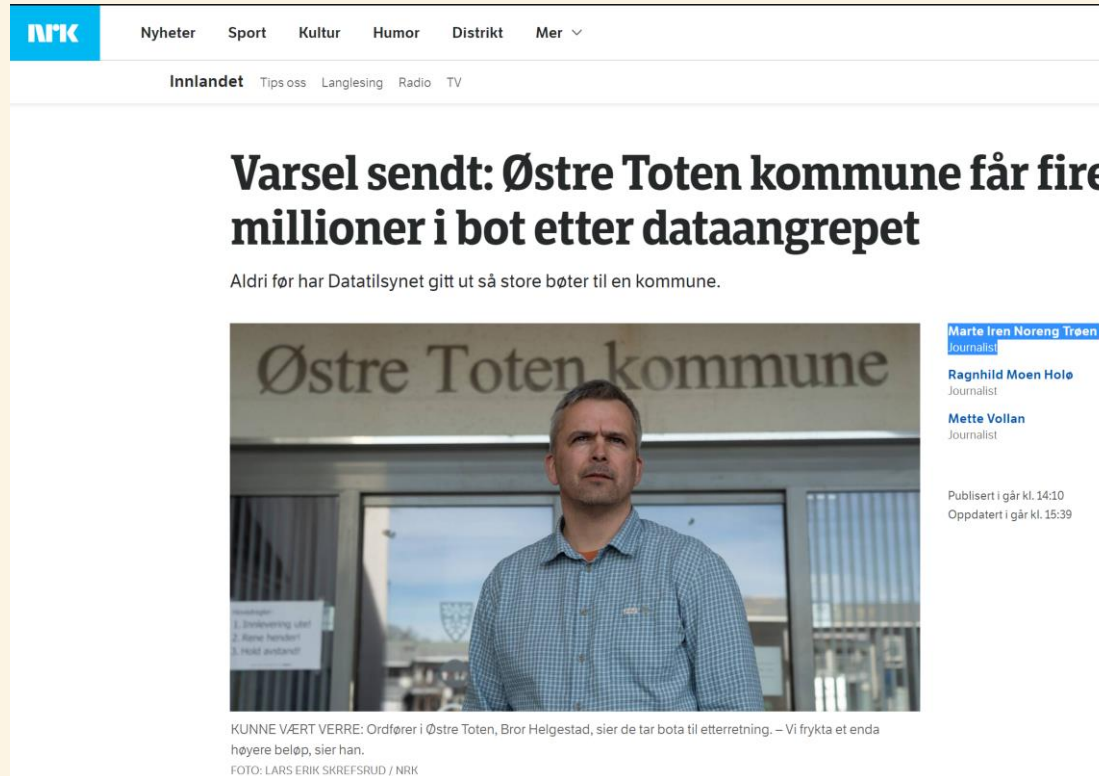 nrk
Nyheter Sport Kultur Humor Distrikt Mer
Innlandet Tips oss Langlesing Radio TV
Varsel sendt: Østre Toten kommune får fire
millioner i bot etter dataangrepet
Aldri før har Datatilsynet gitt ut så store bøter til en kommune.
Østre Toten kommune
1. Innlevering ute!
2. Rene hender!
3. Hold avstand!
Marte Iren Noreng Trøen
Journalist
Ragnhild Moen Holø
Journalist
Mette Vollan
Journalist
Publisert i går kl. 14:10
Oppdatert i går kl. 15:39
KUNNE VÆRT VERRE: Ordfører i Østre Toten, Bror Helgestad, sier de tar bota til etterretning. – Vi frykta et enda
høyere beløp, sier han.
FOTO: LARS ERIK SKREFSRUD / NRK